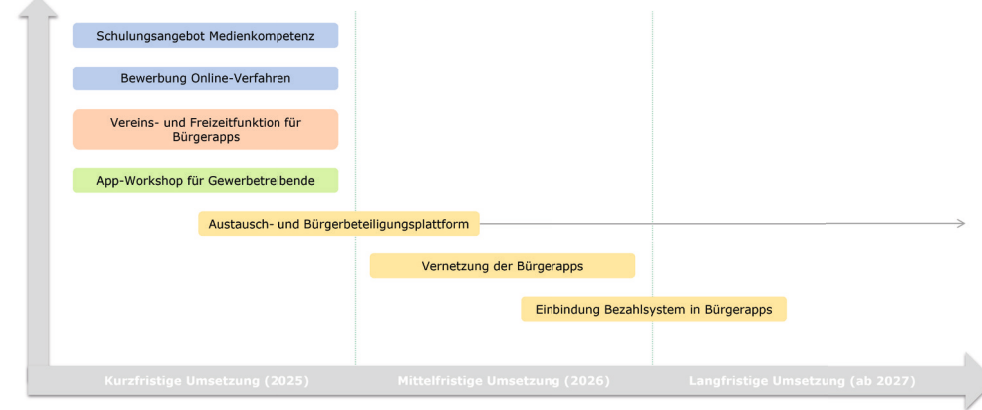 Schulungsangebot Medienkompetenz
Bewerbung Online-Verfahren
Vereins- und Freizeitfunktion für
Bürgerapps
App-Workshop für Gewerbetreibende
Austausch- und Bürgerbeteiligungsplattform
Vernetzung der Bürgerapps
Einbindung Bezahlsystem in Bürgerapps
Kurzfristige Umsetzung (2025)
Mittelfristige Umsetzung (2026)
Langfristige Umsetzung (ab 2027)